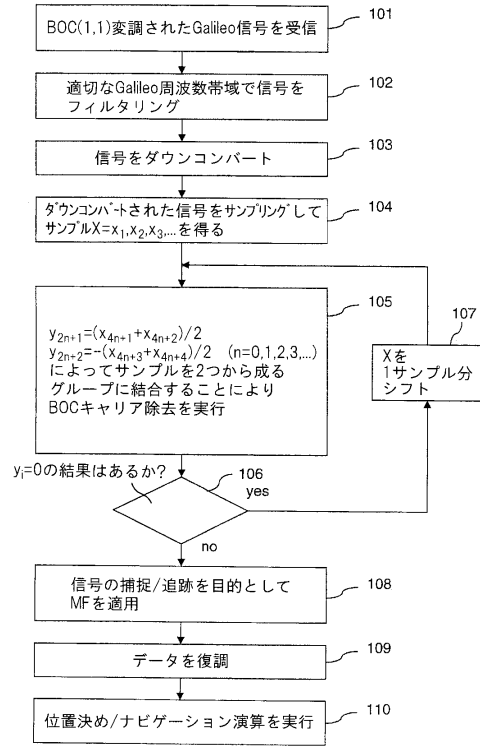 BOC(1,1)変調されたGalileo信号を受信
101
適切なGalileo周波数帯域で信号を
フィルタリング
102
信号をダウンコンバート
103
ダウンコンバートされた信号をサンプリングして
サンプルX=x1,x2,x3,...を得る
104
y2n+1=(x4n+1+x4n+2)/2
y2n+2=-(x4n+3+x4n+4)/2 (n=0,1,2,3,...)
によってサンプルを2つから成る
グループに結合することにより
BOCキャリア除去を実行
105
Xを
1サンプル分
シフト
107
yi=0の結果はあるか?
106
yes
no
信号の捕捉/追跡を目的として
MFを適用
108
データを復調
109
位置決め/ナビゲーション演算を実行
110